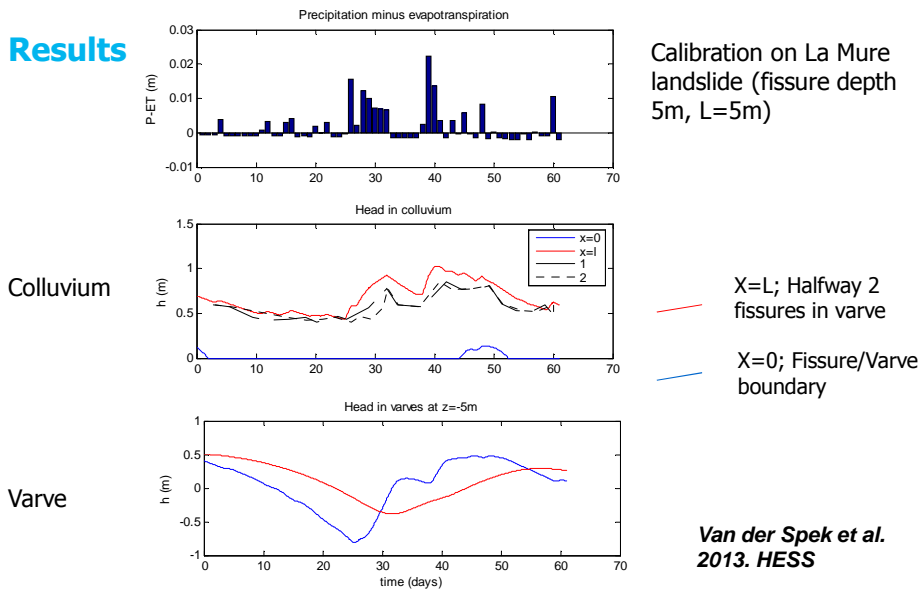 Results
Precipitation minus evapotranspiration
P-ET (m)
0.03
0.02
0.01
0
-0.01
0 10 20 30 40 50 60 70
Calibration on La Mure
landslide (fissure depth
5m, L=5m)
Colluvium
Head in colluvium
h (m)
1.5
1
0.5
0
0 10 20 30 40 50 60 70
x=0
x=l
1
2
X=L; Halfway 2
fissures in varve
X=0; Fissure/Varve
boundary
Varve
Head in varves at z=-5m
h (m)
1
0.5
0
-0.5
-1
0 10 20 30 40 50 60 70
time (days)
Van der Spek et al.
2013. HESS